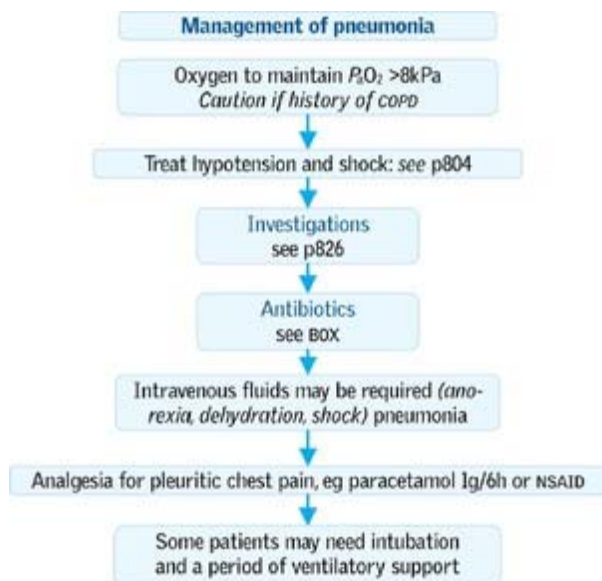 Management of pneumonia
Oxygen to maintain PaO2 >8kPa
Caution if history of COPD
Treat hypotension and shock: see p804
Investigations
see p826
Antibiotics
see BOX
Intravenous fluids may be required (ano-
rexia, dehydration, shock) pneumonia
Analgesia for pleuritic chest pain, eg paracetamol 1g/6h or NSAID
Some patients may need intubation
and a period of ventilatory support